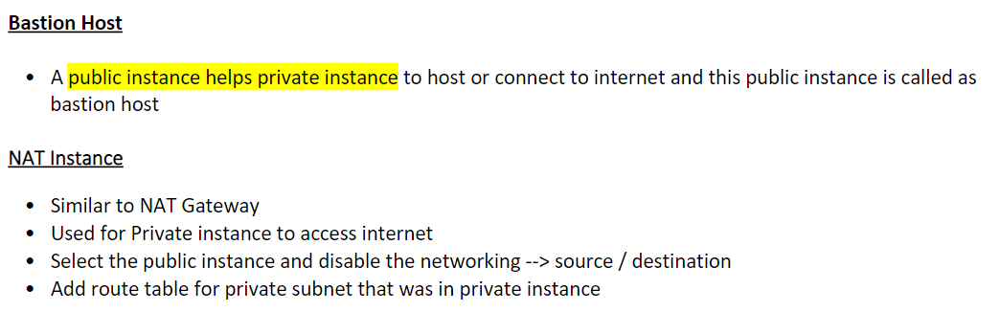 Bastion Host
• A public instance helps private instance to host or connect to internet and this public instance is called as
bastion host
NAT Instance
• Similar to NAT Gateway
• Used for Private instance to access internet
• Select the public instance and disable the networking --> source / destination
• Add route table for private subnet that was in private instance